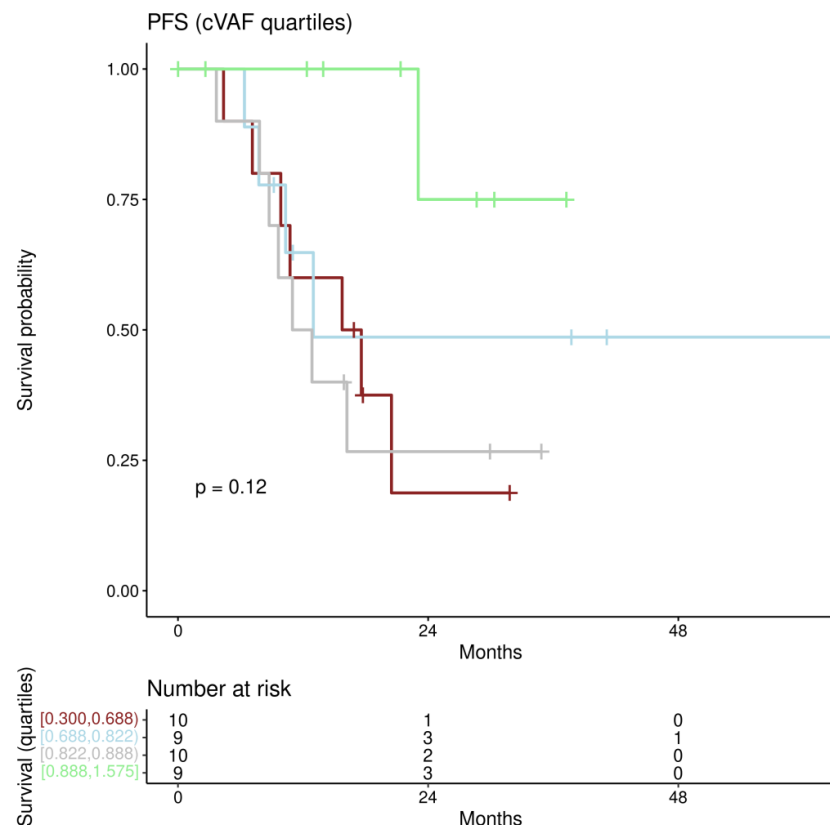 PFS (cVAF quartiles)
1.00
0.75
0.50
0.25
0.00
Survival probability
p = 0.12
0 24 48
Months
Number at risk
Survival (quartiles)
[0.300,0.688) 10 1 0
[0.688,0.822) 9 3 1
[0.822,0.888) 10 2 0
[0.888,1.575] 9 3 0
0 24 48
Months